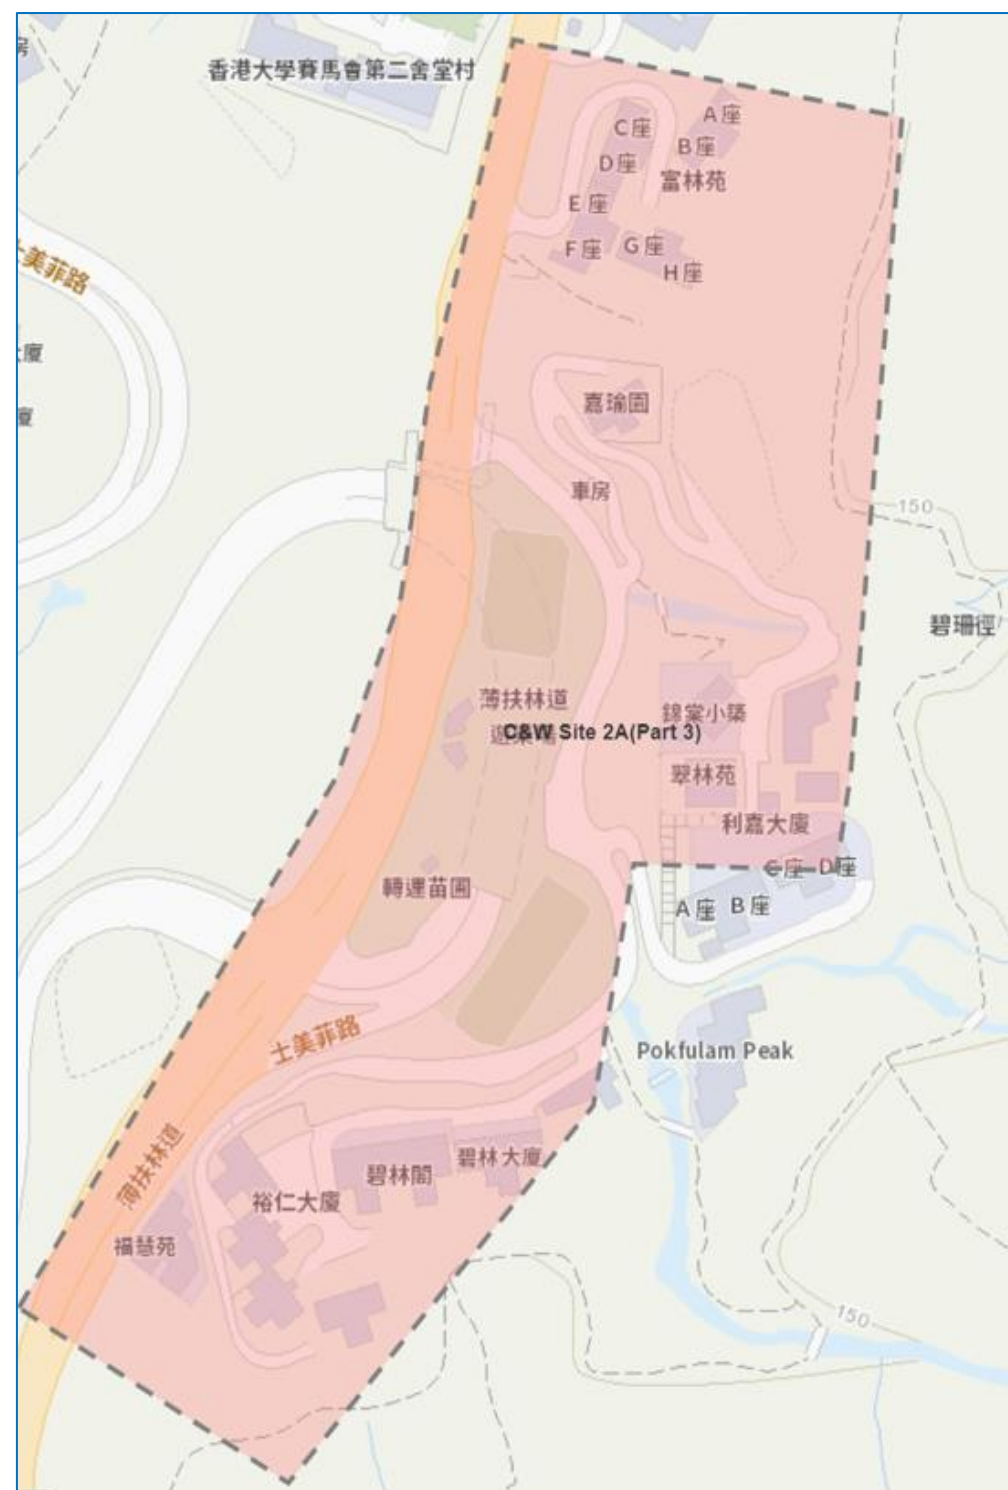 房
香港大學賽馬會第二舍堂村
A座
C座
B座
D座
富林苑
E座
F座
G座
H座
士美菲路
大廈
廈
嘉瑜園
車房
150
碧珊徑
薄扶林道
C&W Site 2A(Part 3)
錦棠小築
翠林苑
利嘉大廈
C座
D座
A座
B座
轉運苗圃
士美菲路
Pokfulam Peak
薄扶林道
碧林閣
碧林大廈
裕仁大廈
福慧苑
150